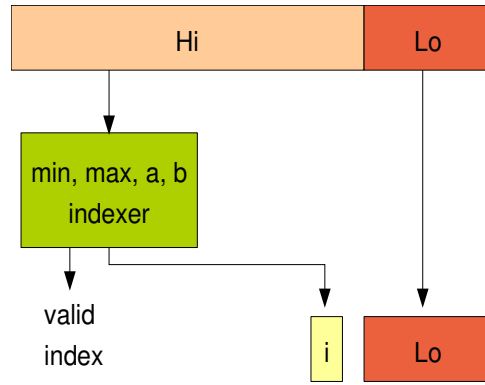 Hi
Lo
min, max, a, b
indexer
valid
index
i
Lo